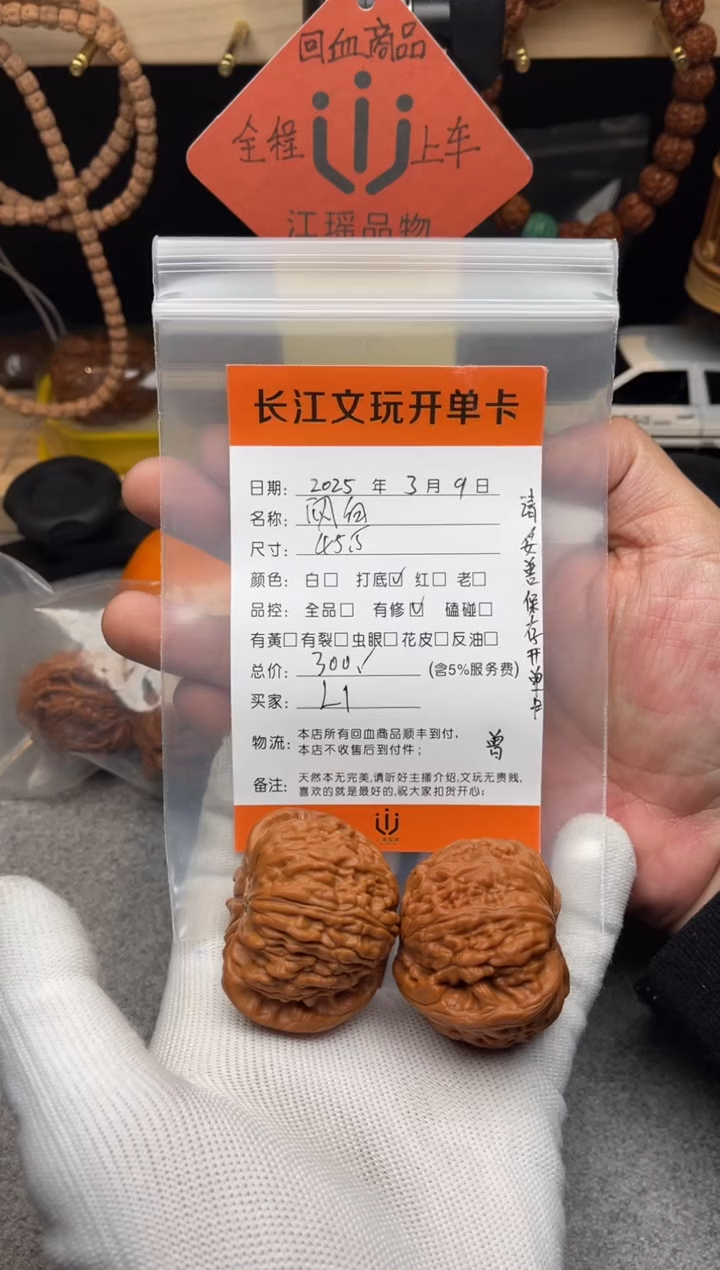 回血商品
全程 上车
江瑶品物
长江文玩开单卡
日期: 2025 年 3 月 9 日
名称:
尺寸: 455
颜色: 白□ 打底☑ 红□ 老□
品控: 全品□ 有修☑ 磕碰□
有黄□有裂□虫眼□花皮□反油□
总价: 300✓ (含5%服务费)
买家: L1
物流: 本店所有回血商品顺丰到付,
本店不收售后到付件;
曾
备注: 天然本无完美,请听好主播介绍,文玩无贵贱,
喜欢的就是最好的,祝大家扣货开心;
请妥善保存开单卡